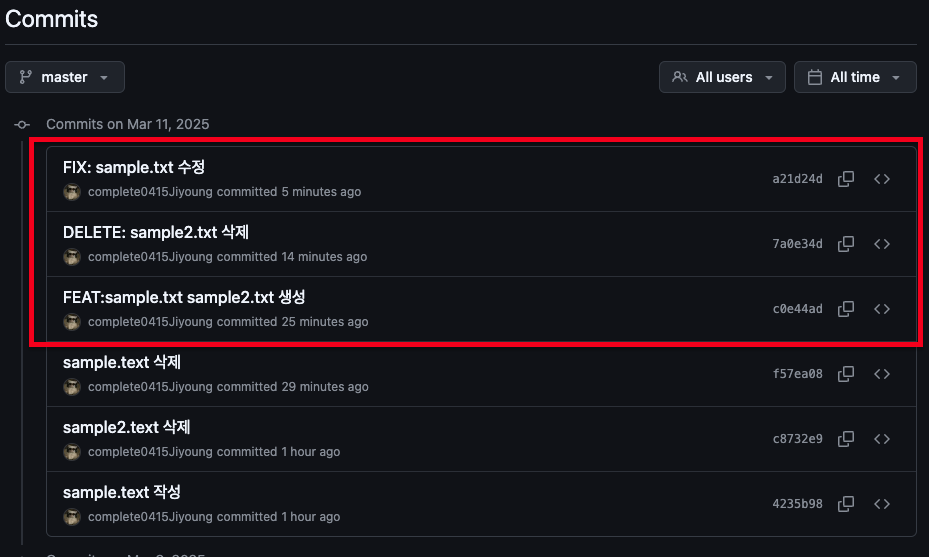 Commits
master
All users
All time
Commits on Mar 11, 2025
FIX: sample.txt 수정
complete0415Jiyoung committed 5 minutes ago
a21d24d
DELETE: sample2.txt 삭제
complete0415Jiyoung committed 14 minutes ago
7a0e34d
FEAT:sample.txt sample2.txt 생성
complete0415Jiyoung committed 25 minutes ago
c0e44ad
sample.text 삭제
complete0415Jiyoung committed 29 minutes ago
f57ea08
sample2.text 삭제
complete0415Jiyoung committed 1 hour ago
c8732e9
sample.text 작성
complete0415Jiyoung committed 1 hour ago
4235b98